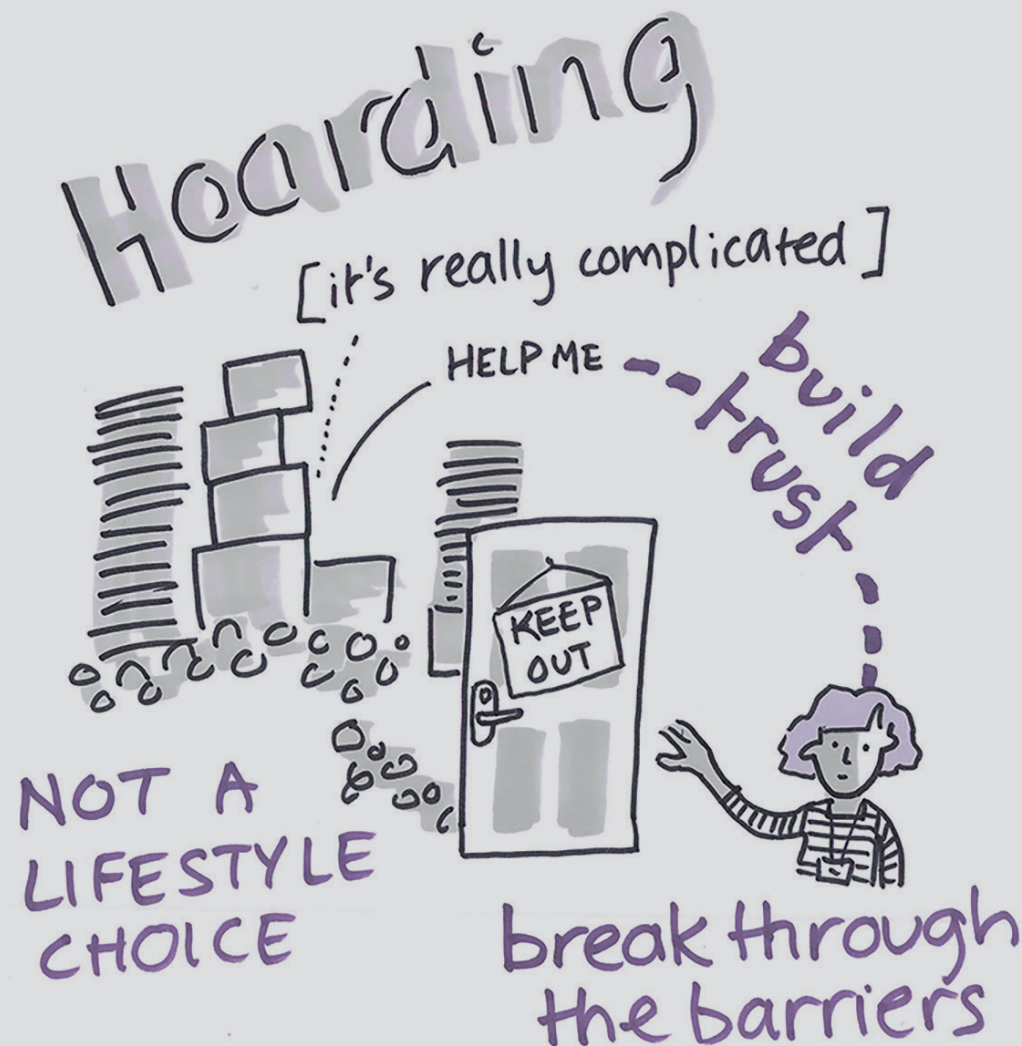 Hoarding
[it's really complicated]
HELP ME
build
trust
KEEP
OUT
NOT A
LIFESTYLE
CHOICE
break through
the barriers